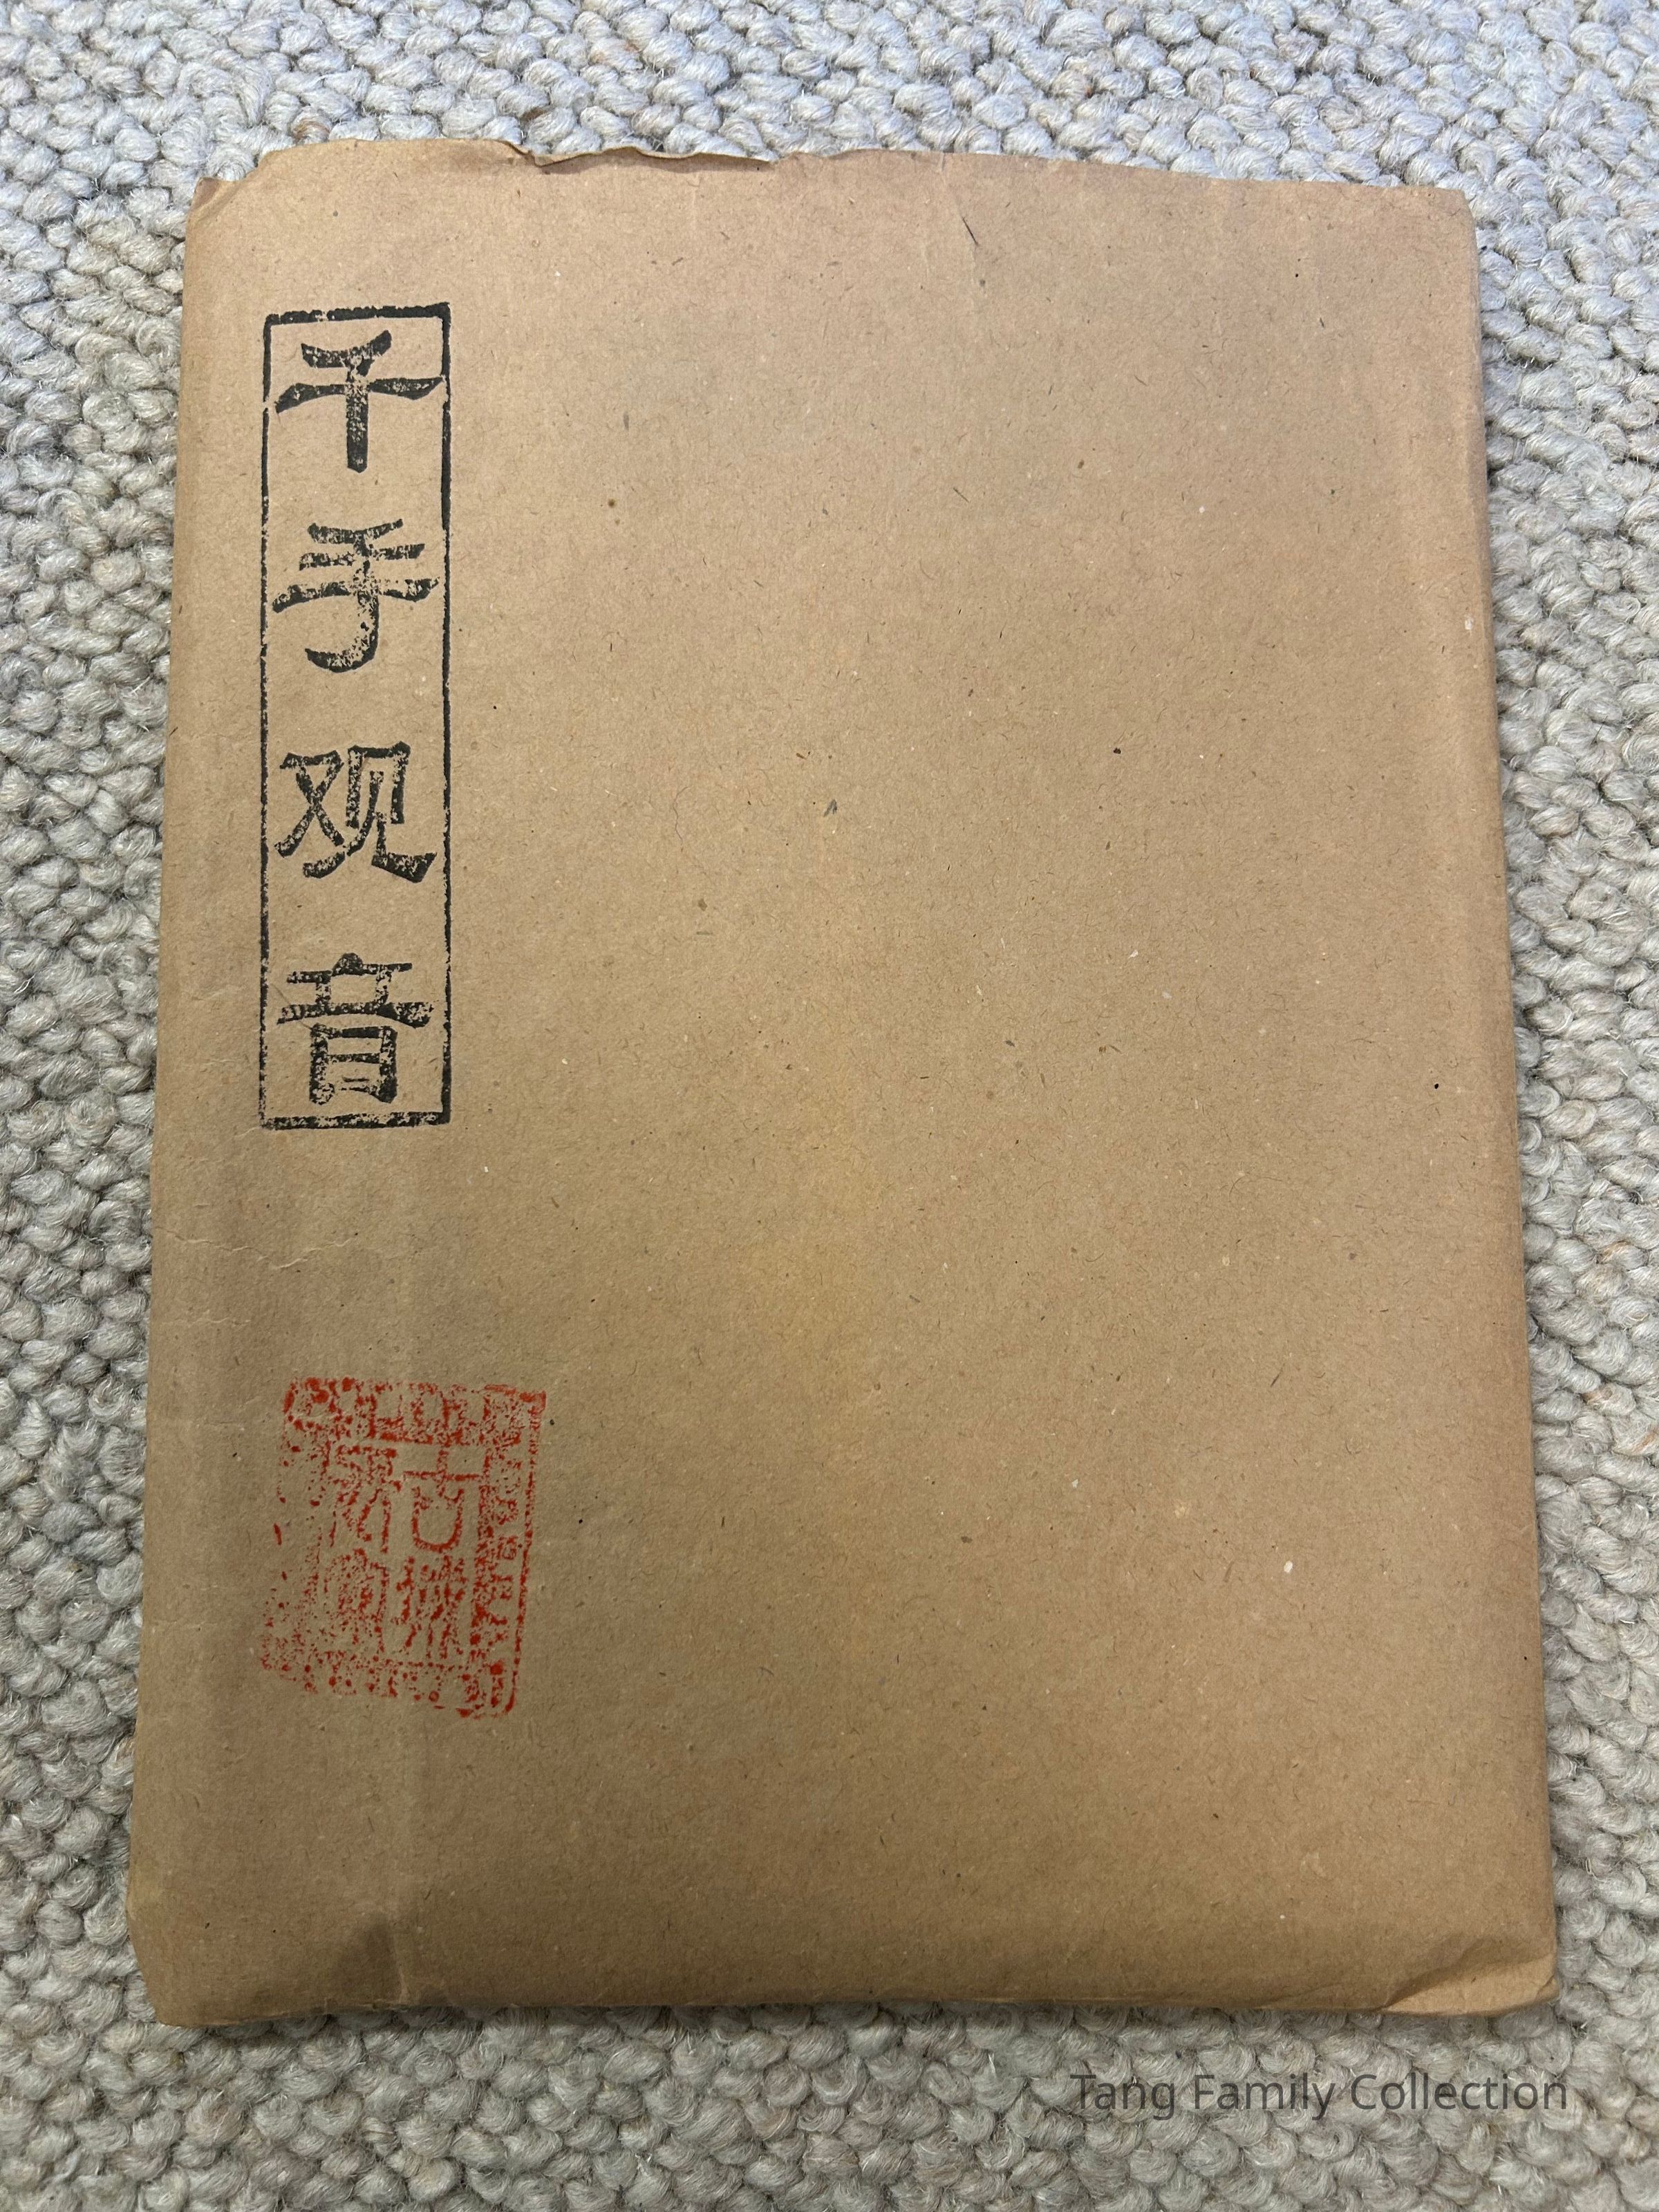 千手观音
Tang Family Collection